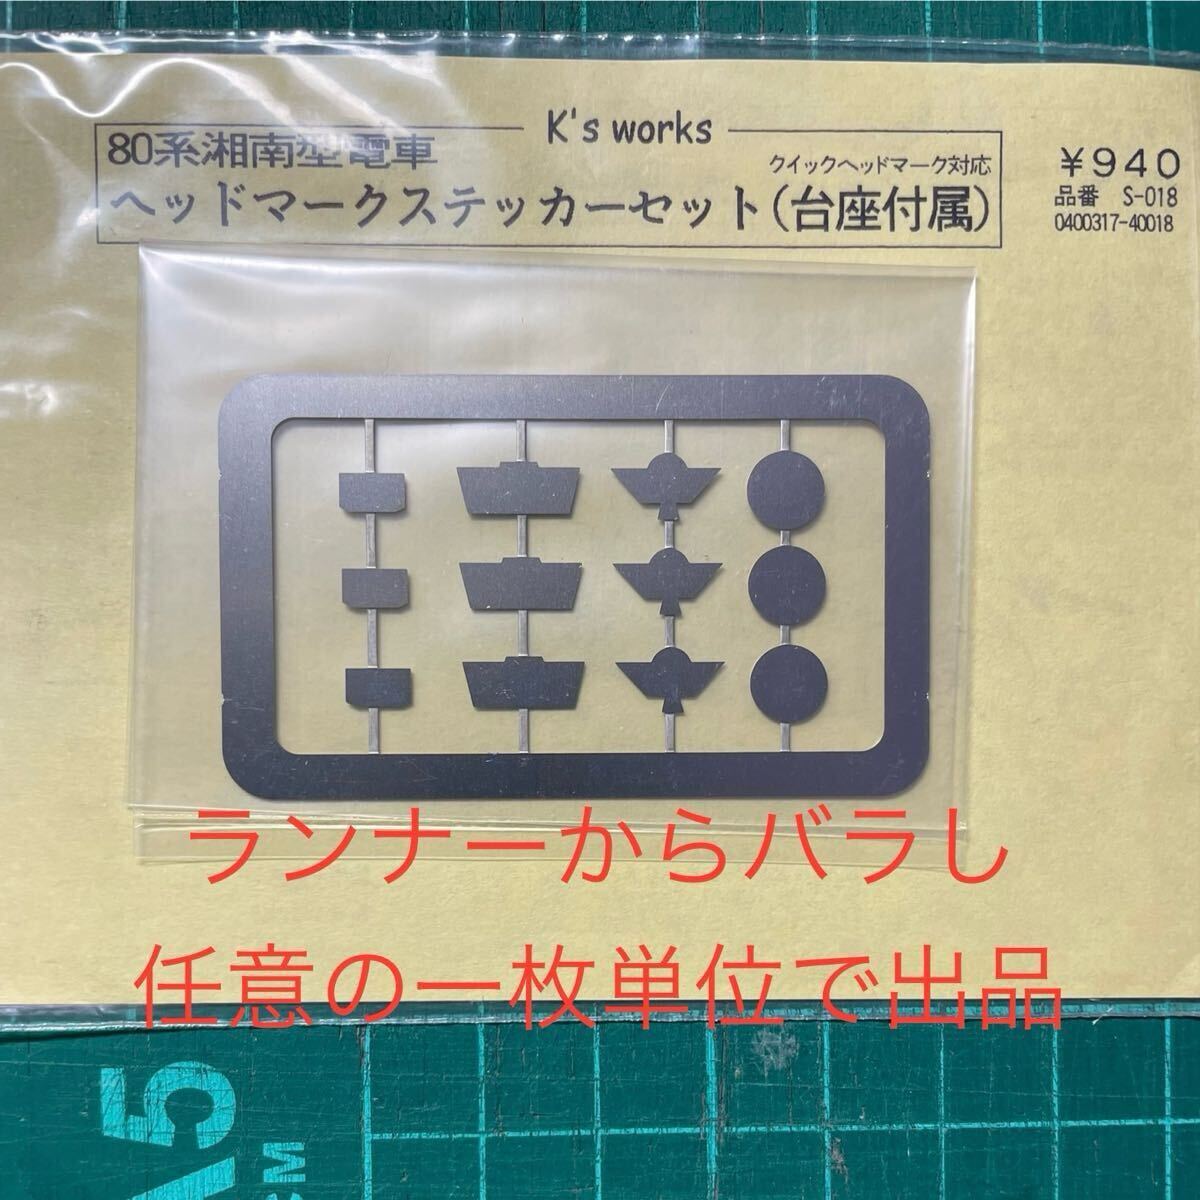 K's works
80系湘南型電車
クイックヘッドマーク対応
ヘッドマークステッカーセット(台座付属)
¥940
品番 S-018
0400317-40018
ランナーからバラし
任意の一枚単位で出品
A5
CM